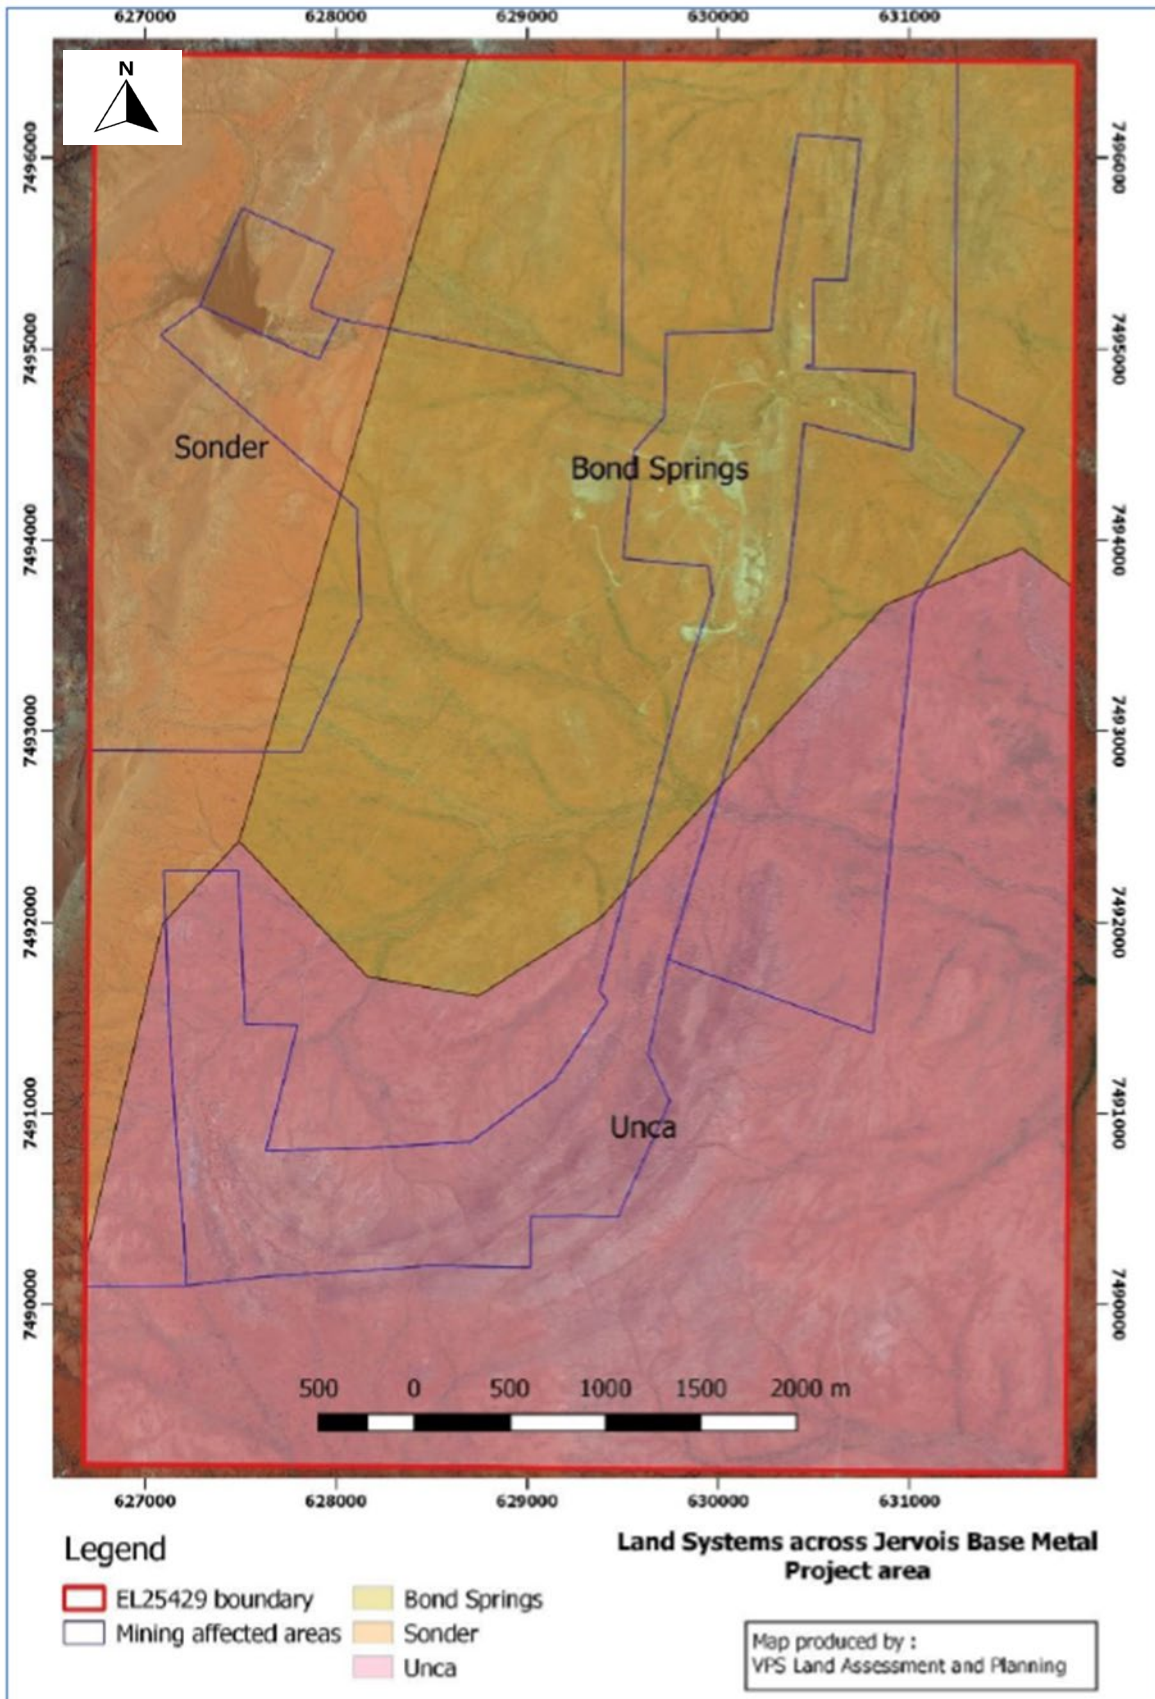 627000 628000 629000 630000 631000
N
7496000 7496000
7495000 7495000
Sonder
Bond Springs
7494000 7494000
7493000 7493000
7492000 7492000
7491000 7491000
Unca
7490000 7490000
500 0 500 1000 1500 2000 m
627000 628000 629000 630000 631000
Legend
EL25429 boundary
Mining affected areas
Bond Springs
Sonder
Unca
Land Systems across Jervois Base Metal
Project area
Map produced by :
VPS Land Assessment and Planning